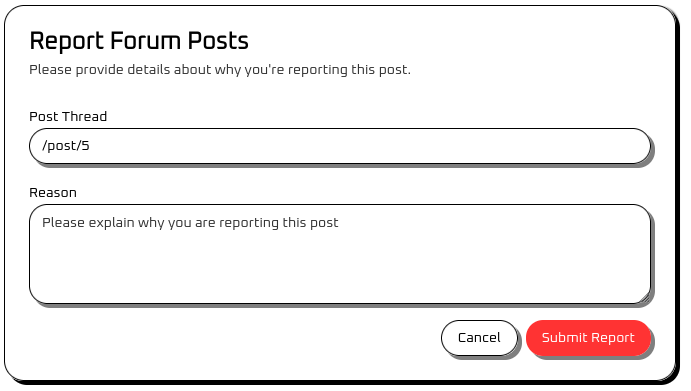 Report Forum Posts
Please provide details about why you're reporting this post.
Post Thread
/post/5
Reason
Please explain why you are reporting this post
Cancel
Submit Report